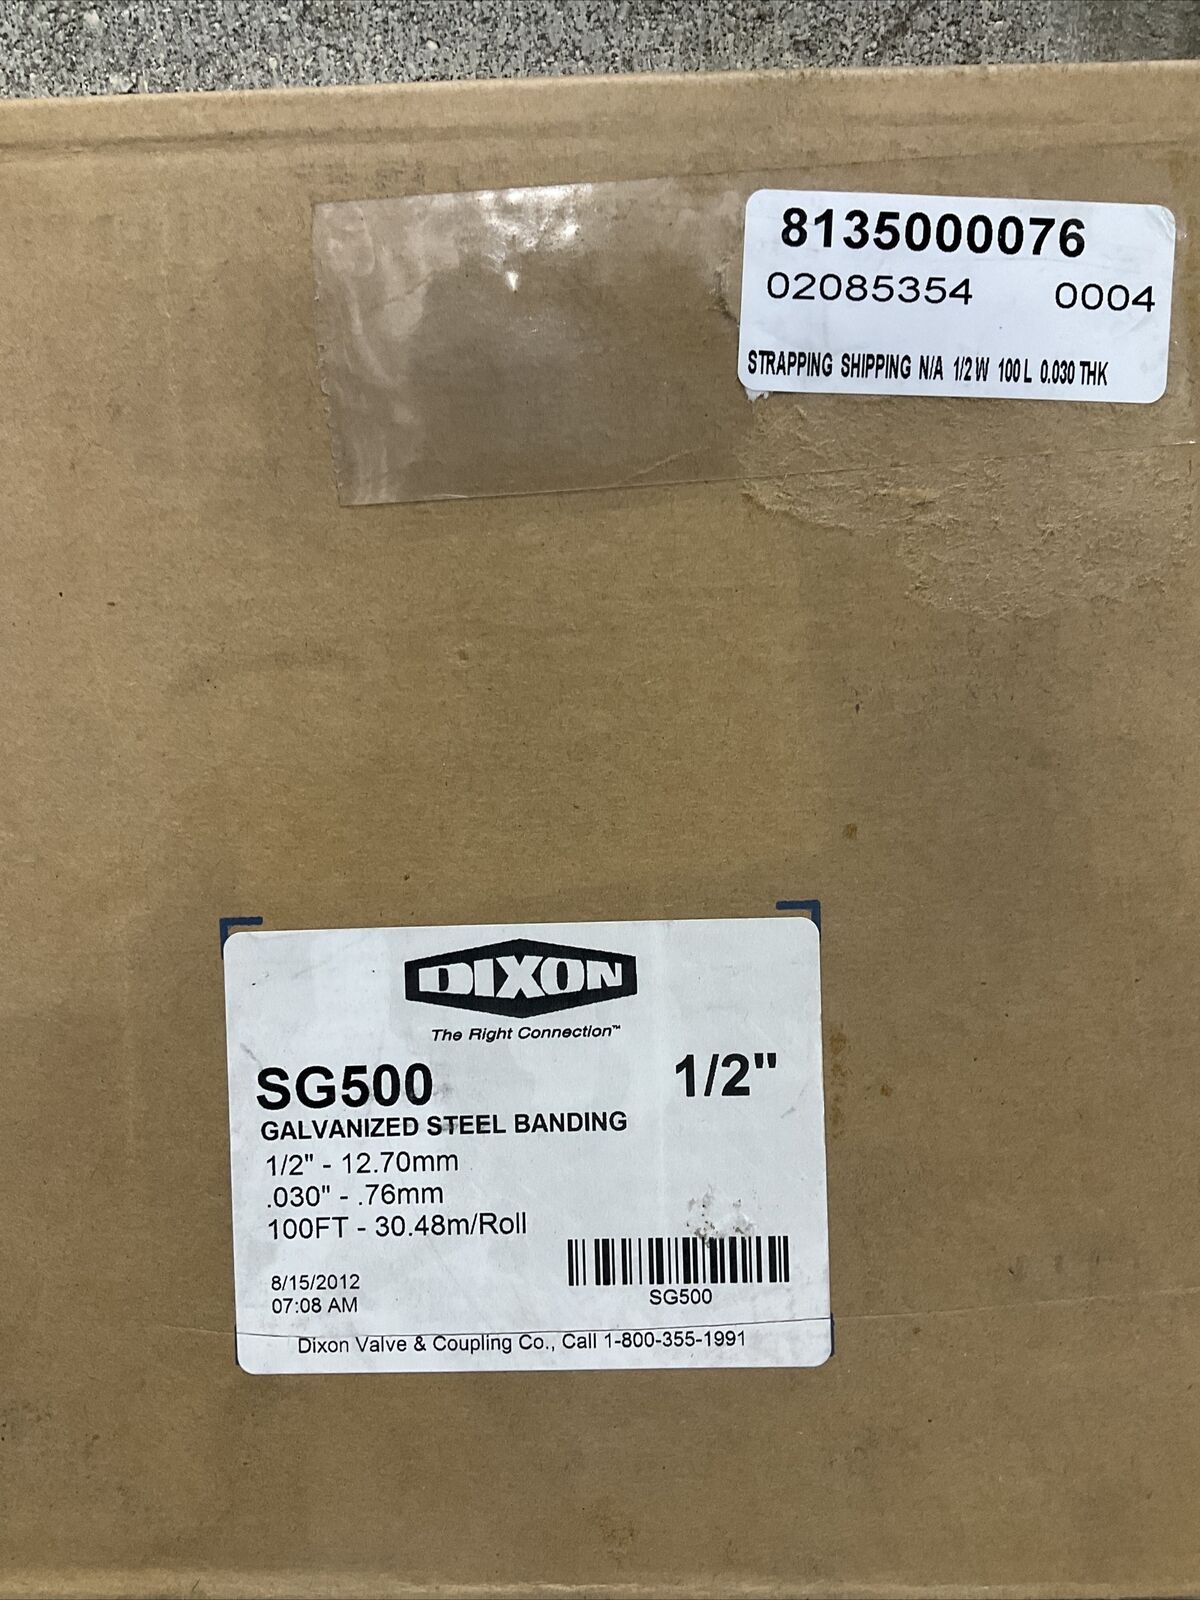 8135000076
02085354 0004
STRAPPING SHIPPING N/A 1/2 W 100 L 0.030 THK
DIXON
The Right Connection™
SG500 1/2"
GALVANIZED STEEL BANDING
1/2" - 12.70mm
.030" - .76mm
100FT - 30.48m/Roll
8/15/2012
07:08 AM
SG500
Dixon Valve & Coupling Co., Call 1-800-355-1991